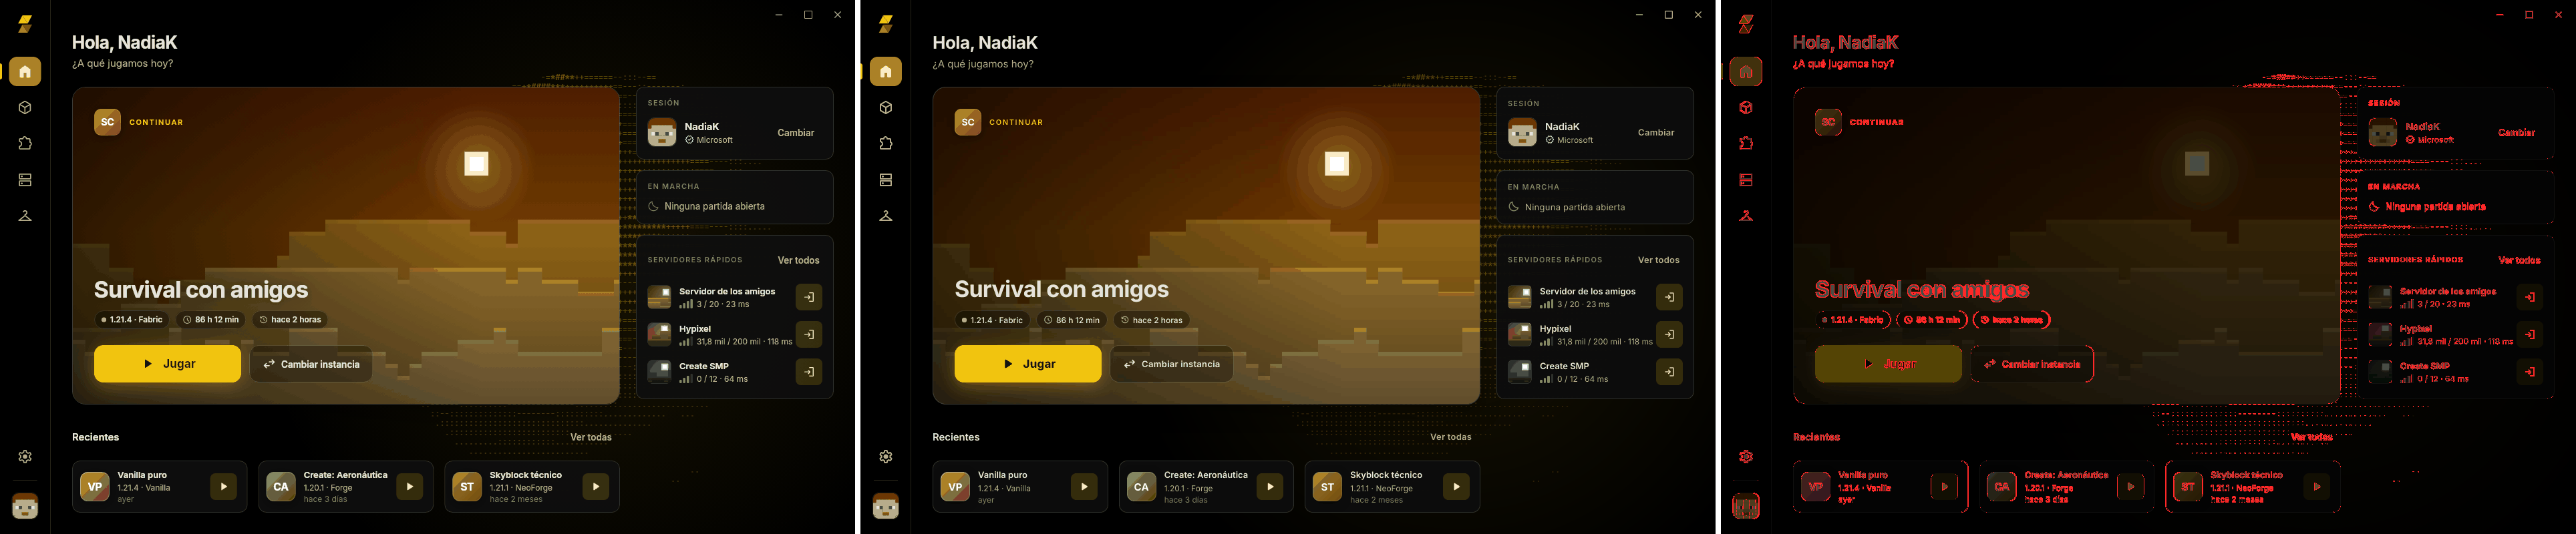 Hola, NadiaK
¿A qué jugamos hoy?
SC CONTINUAR
Survival con amigos
1.21.4 · Fabric 86 h 12 min hace 2 horas
Jugar Cambiar instancia
SESIÓN
NadiaK
Microsoft
Cambiar
EN MARCHA
Ninguna partida abierta
SERVIDORES RÁPIDOS Ver todos
Servidor de los amigos
3 / 20 · 23 ms
Hypixel
31,8 mil / 200 mil · 118 ms
Create SMP
0 / 12 · 64 ms
Recientes Ver todas
VP Vanilla puro
1.21.4 · Vanilla
ayer
CA Create: Aeronáutica
1.20.1 · Forge
hace 3 días
ST Skyblock técnico
1.21.1 · NeoForge
hace 2 meses
Hola, NadiaK
¿A qué jugamos hoy?
SC CONTINUAR
Survival con amigos
1.21.4 · Fabric 86 h 12 min hace 2 horas
Jugar Cambiar instancia
SESIÓN
NadiaK
Microsoft
Cambiar
EN MARCHA
Ninguna partida abierta
SERVIDORES RÁPIDOS Ver todos
Servidor de los amigos
3 / 20 · 23 ms
Hypixel
31,8 mil / 200 mil · 118 ms
Create SMP
0 / 12 · 64 ms
Recientes Ver todas
VP Vanilla puro
1.21.4 · Vanilla
ayer
CA Create: Aeronáutica
1.20.1 · Forge
hace 3 días
ST Skyblock técnico
1.21.1 · NeoForge
hace 2 meses
Hola, NadiaK
¿A qué jugamos hoy?
SC CONTINUAR
Survival con amigos
1.21.4 · Fabric 86 h 12 min hace 2 horas
Jugar Cambiar instancia
SESIÓN
NadiaK
Microsoft
Cambiar
EN MARCHA
Ninguna partida abierta
SERVIDORES RÁPIDOS Ver todos
Servidor de los amigos
3 / 20 · 23 ms
Hypixel
31,8 mil / 200 mil · 118 ms
Create SMP
0 / 12 · 64 ms
Recientes Ver todas
VP Vanilla puro
1.21.4 · Vanilla
ayer
CA Create: Aeronáutica
1.20.1 · Forge
hace 3 días
ST Skyblock técnico
1.21.1 · NeoForge
hace 2 meses